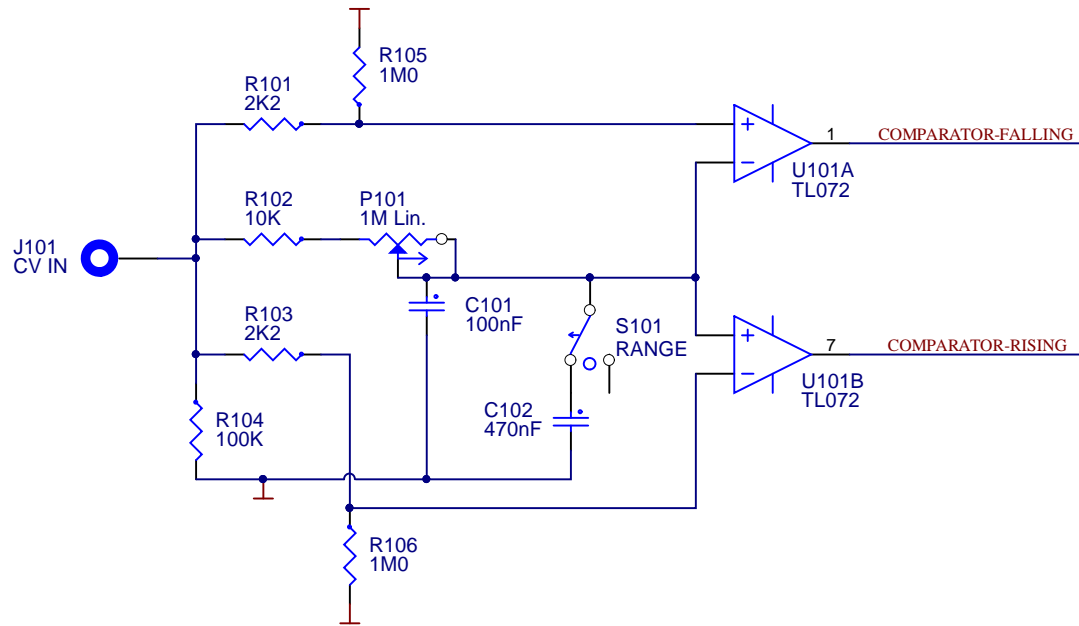 R105
1M0
R101
2K2
+
1
COMPARATOR-FALLING
−
U101A
TL072
R102
10K
P101
1M Lin.
J101
CV IN
C101
100nF
S101
RANGE
R103
2K2
+
7
COMPARATOR-RISING
−
U101B
TL072
R104
100K
C102
470nF
R106
1M0